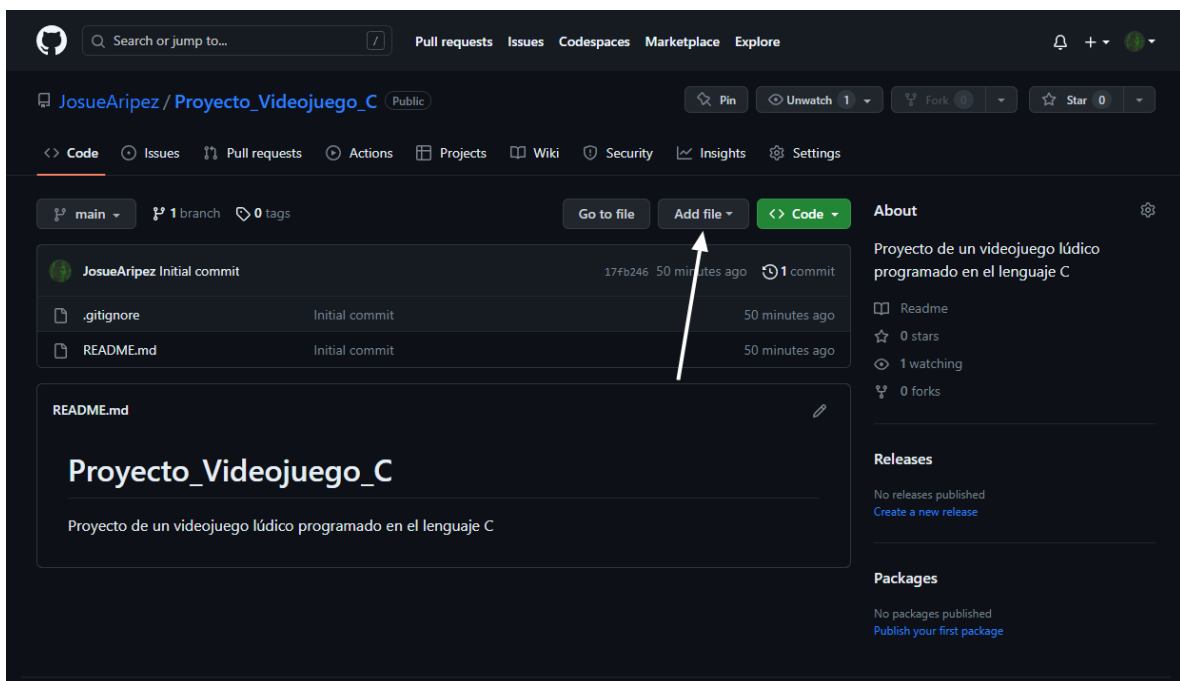 Search or jump to... /
Pull requests Issues Codespaces Marketplace Explore
JosueAripez / Proyecto_Videojuego_C Public
Pin Unwatch 1 Fork 0 Star 0
Code Issues Pull requests Actions Projects Wiki Security Insights Settings
main 1 branch 0 tags
Go to file Add file Code
JosueAripez Initial commit 17fb246 50 minutes ago 1 commit
.gitignore Initial commit 50 minutes ago
README.md Initial commit 50 minutes ago
README.md
Proyecto_Videojuego_C
Proyecto de un videojuego lúdico programado en el lenguaje C
About
Proyecto de un videojuego lúdico
programado en el lenguaje C
Readme
0 stars
1 watching
0 forks
Releases
No releases published
Create a new release
Packages
No packages published
Publish your first package